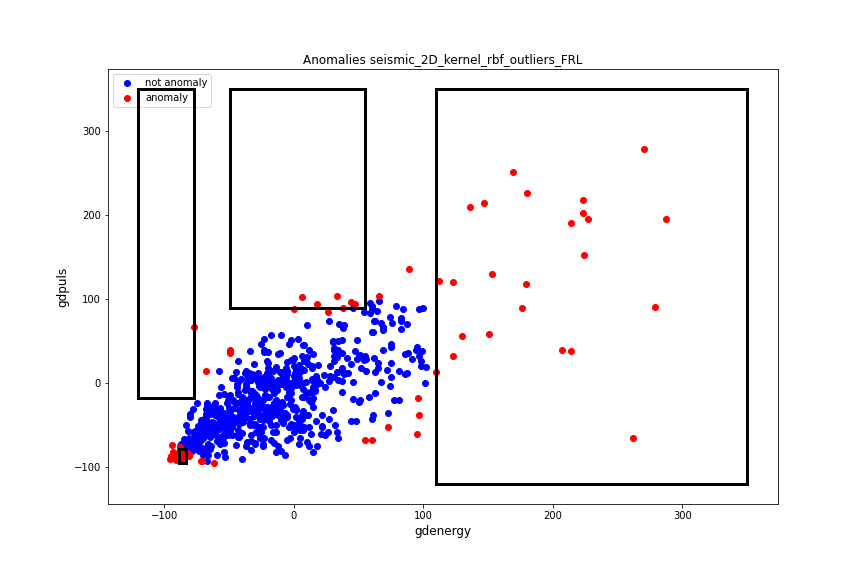 Anomalies seismic_2D_kernel_rbf_outliers_FRL
not anomaly
anomaly
gdpuls
300
200
100
0
−100
−100
0
100
200
300
gdenergy